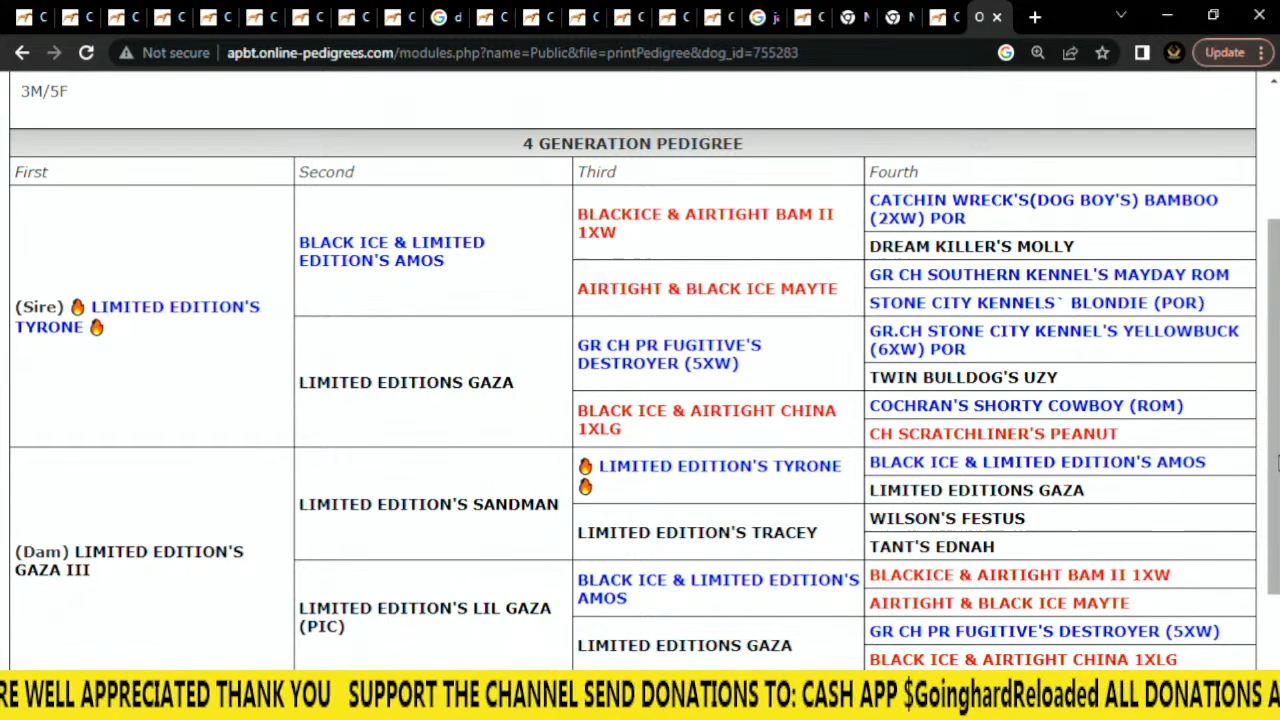 Not secure
apbt.online-pedigrees.com/modules.php?name=Public&file=printPedigree&dog_id=755283
Update
3M/5F
4 GENERATION PEDIGREE
First
Second
Third
Fourth
(Sire) 🔥 LIMITED EDITION'S
TYRONE 🔥
BLACK ICE & LIMITED
EDITION'S AMOS
BLACKICE & AIRTIGHT BAM II
1XW
CATCHIN WRECK'S(DOG BOY'S) BAMBOO
(2XW) POR
DREAM KILLER'S MOLLY
AIRTIGHT & BLACK ICE MAYTE
GR CH SOUTHERN KENNEL'S MAYDAY ROM
STONE CITY KENNELS` BLONDIE (POR)
LIMITED EDITIONS GAZA
GR CH PR FUGITIVE'S
DESTROYER (5XW)
GR.CH STONE CITY KENNEL'S YELLOWBUCK
(6XW) POR
TWIN BULLDOG'S UZY
BLACK ICE & AIRTIGHT CHINA
1XLG
COCHRAN'S SHORTY COWBOY (ROM)
CH SCRATCHLINER'S PEANUT
(Dam) LIMITED EDITION'S
GAZA III
LIMITED EDITION'S SANDMAN
🔥 LIMITED EDITION'S TYRONE
🔥
BLACK ICE & LIMITED EDITION'S AMOS
LIMITED EDITIONS GAZA
LIMITED EDITION'S TRACEY
WILSON'S FESTUS
TANT'S EDNAH
LIMITED EDITION'S LIL GAZA
(PIC)
BLACK ICE & LIMITED EDITION'S
AMOS
BLACKICE & AIRTIGHT BAM II 1XW
AIRTIGHT & BLACK ICE MAYTE
LIMITED EDITIONS GAZA
GR CH PR FUGITIVE'S DESTROYER (5XW)
BLACK ICE & AIRTIGHT CHINA 1XLG
RE WELL APPRECIATED THANK YOU SUPPORT THE CHANNEL SEND DONATIONS TO: CASH APP $GoinghardReloaded ALL DONATIONS A